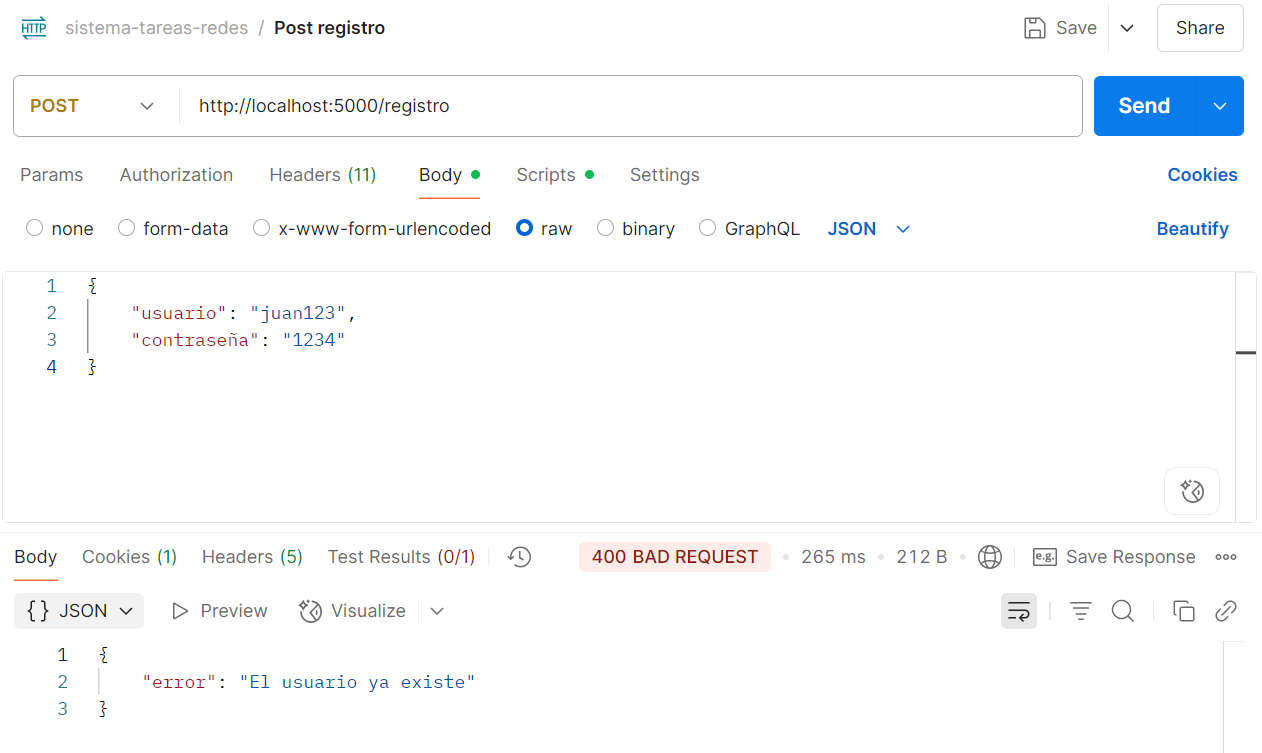 HTTP sistema-tareas-redes / Post registro Save Share
POST http://localhost:5000/registro Send
Params Authorization Headers (11) Body Scripts Settings Cookies
none form-data x-www-form-urlencoded raw binary GraphQL JSON Beautify
1 {
2 "usuario": "juan123",
3 "contraseña": "1234"
4 }
Body Cookies (1) Headers (5) Test Results (0/1) 400 BAD REQUEST 265 ms 212 B e.g. Save Response
{} JSON Preview Visualize
1 {
2 "error": "El usuario ya existe"
3 }